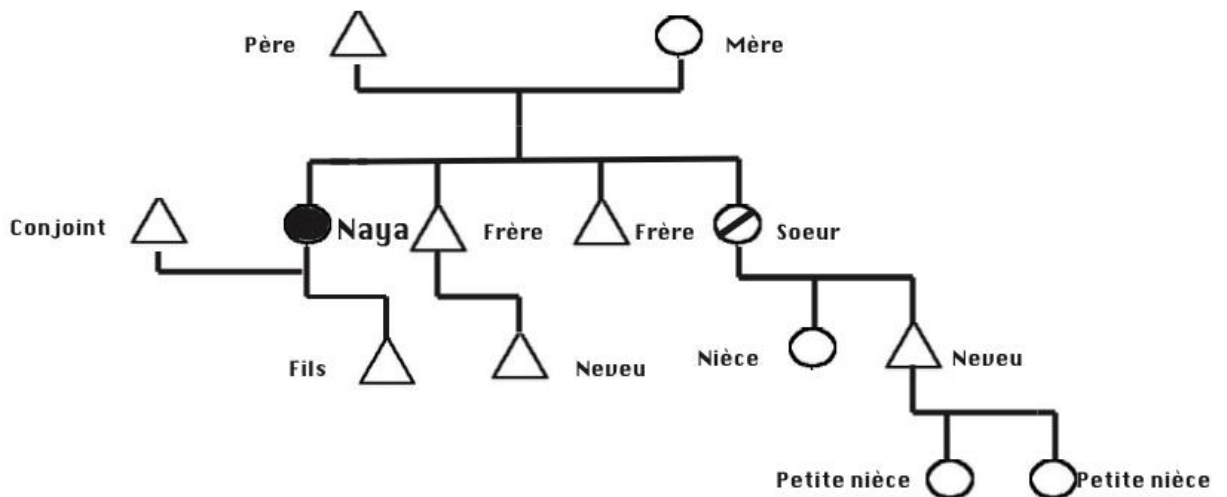 Père
Mère
Conjoint
Naya
Frère
Frère
Soeur
Fils
Neveu
Nièce
Neveu
Petite nièce
Petite nièce